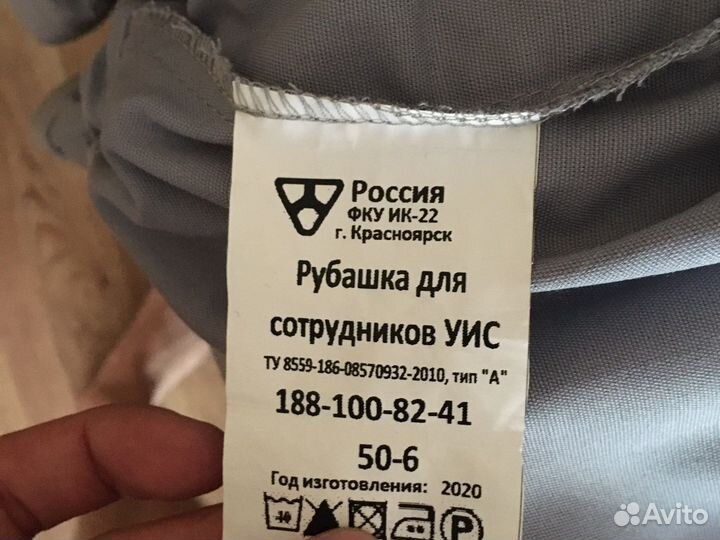 Россия
ФКУ ИК-22
г. Красноярск
Рубашка для
сотрудников УИС
ТУ 8559-186-08570932-2010, тип "А"
188-100-82-41
50-6
Год изготовления: 2020
P
Avito